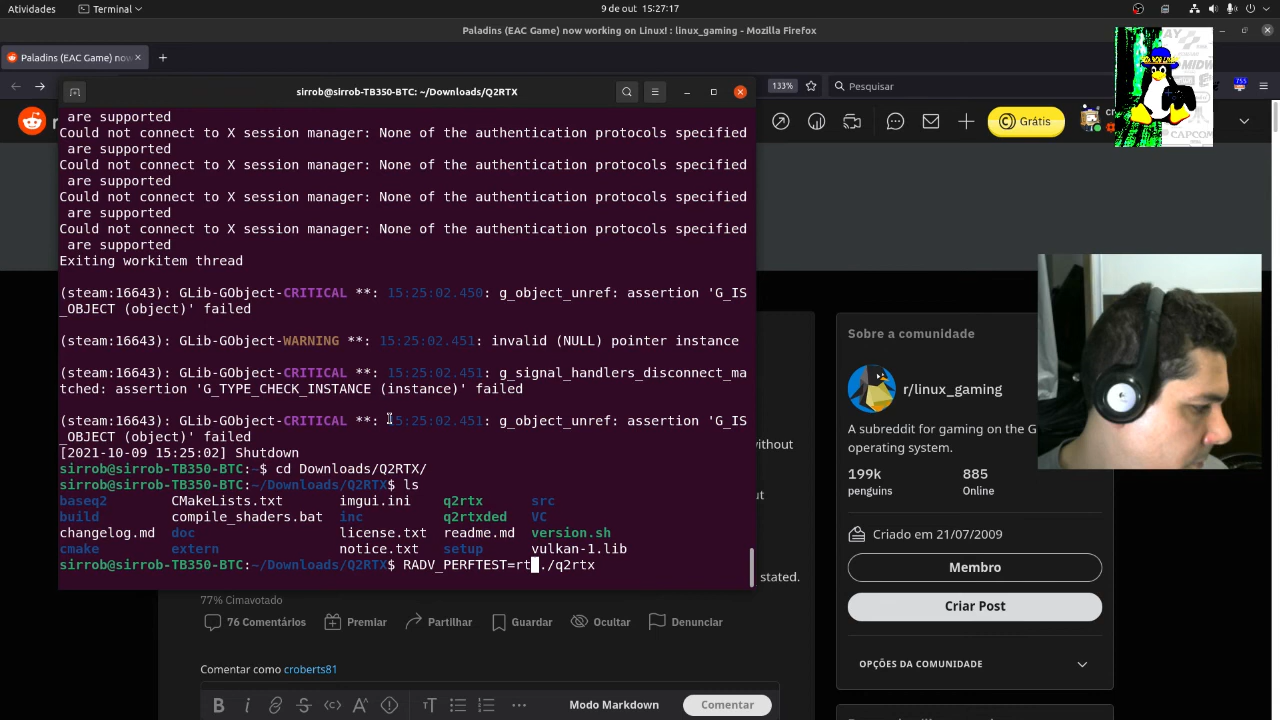 Atividades
Terminal
9 de out 15:27:17
Paladins (EAC Game) now working on Linux! : linux_gaming - Mozilla Firefox
Paladins (EAC Game) now
133%
Pesquisar
755
sirrob@sirrob-TB350-BTC: ~/Downloads/Q2RTX
Grátis
MIDW
CAPCOM
are supported
Could not connect to X session manager: None of the authentication protocols specified
are supported
Could not connect to X session manager: None of the authentication protocols specified
are supported
Could not connect to X session manager: None of the authentication protocols specified
are supported
Could not connect to X session manager: None of the authentication protocols specified
are supported
Exiting workitem thread
(steam:16643): GLib-GObject-CRITICAL **: 15:25:02.450: g_object_unref: assertion 'G_IS
_OBJECT (object)' failed
(steam:16643): GLib-GObject-WARNING **: 15:25:02.451: invalid (NULL) pointer instance
(steam:16643): GLib-GObject-CRITICAL **: 15:25:02.451: g_signal_handlers_disconnect_ma
tched: assertion 'G_TYPE_CHECK_INSTANCE (instance)' failed
(steam:16643): GLib-GObject-CRITICAL **: 15:25:02.451: g_object_unref: assertion 'G_IS
_OBJECT (object)' failed
[2021-10-09 15:25:02] Shutdown
sirrob@sirrob-TB350-BTC:~$ cd Downloads/Q2RTX/
sirrob@sirrob-TB350-BTC:~/Downloads/Q2RTX$ ls
baseq2 CMakeLists.txt imgui.ini q2rtx src
build compile_shaders.bat inc q2rtxded VC
changelog.md doc license.txt readme.md version.sh
cmake extern notice.txt setup vulkan-1.lib
sirrob@sirrob-TB350-BTC:~/Downloads/Q2RTX$ RADV_PERFTEST=rt ./q2rtx
Sobre a comunidade
r/linux_gaming
A subreddit for gaming on the G
operating system.
199k 885
penguins Online
Criado em 21/07/2009
Membro
Criar Post
OPÇÕES DA COMUNIDADE
without
out
stated.
77% Cimavotado
76 Comentários Premiar Partilhar Guardar Ocultar Denunciar
Comentar como croberts81
Modo Markdown
Comentar